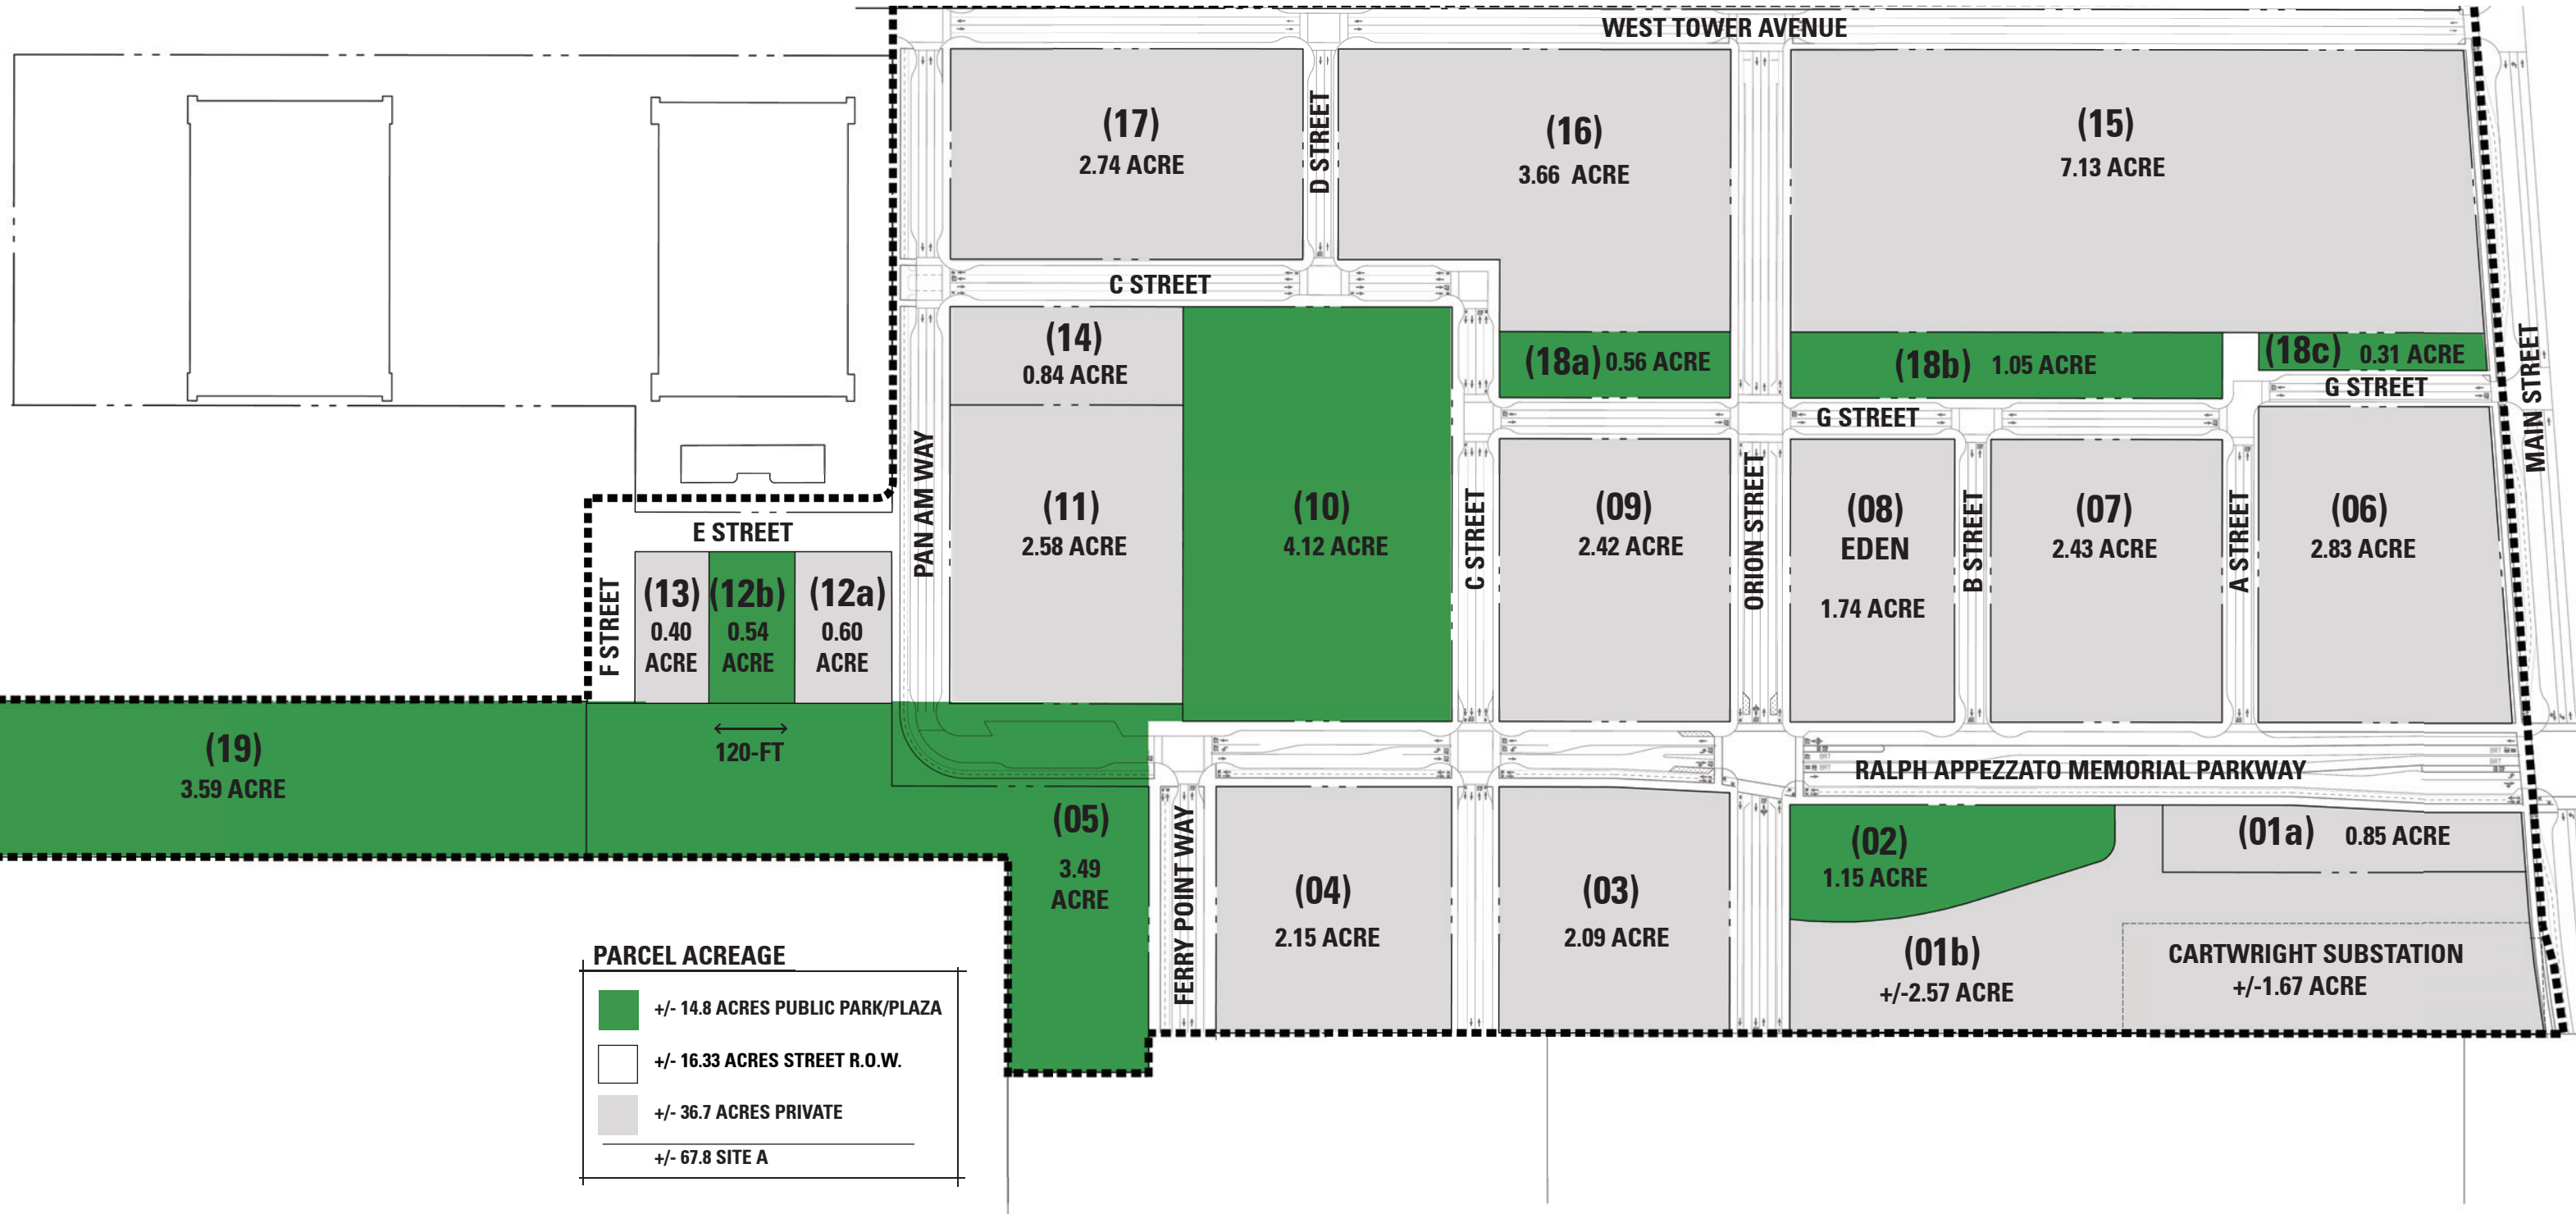 WEST TOWER AVENUE
(17)
2.74 ACRE
D STREET
(16)
3.66 ACRE
(15)
7.13 ACRE
C STREET
(14)
0.84 ACRE
(18a) 0.56 ACRE
(18b) 1.05 ACRE
(18c) 0.31 ACRE
G STREET
G STREET
MAIN STREET
PAN AM WAY
(11)
2.58 ACRE
(10)
4.12 ACRE
C STREET
(09)
2.42 ACRE
ORION STREET
(08)
EDEN
1.74 ACRE
B STREET
(07)
2.43 ACRE
A STREET
(06)
2.83 ACRE
E STREET
F STREET
(13)
0.40
ACRE
(12b)
0.54
ACRE
(12a)
0.60
ACRE
120-FT
(19)
3.59 ACRE
(05)
3.49
ACRE
FERRY POINT WAY
(04)
2.15 ACRE
(03)
2.09 ACRE
RALPH APPEZZATO MEMORIAL PARKWAY
BRT
BRT
BRT
BRT
(02)
1.15 ACRE
(01a) 0.85 ACRE
(01b)
+/-2.57 ACRE
CARTWRIGHT SUBSTATION
+/-1.67 ACRE
PARCEL ACREAGE
+/- 14.8 ACRES PUBLIC PARK/PLAZA
+/- 16.33 ACRES STREET R.O.W.
+/- 36.7 ACRES PRIVATE
+/- 67.8 SITE A